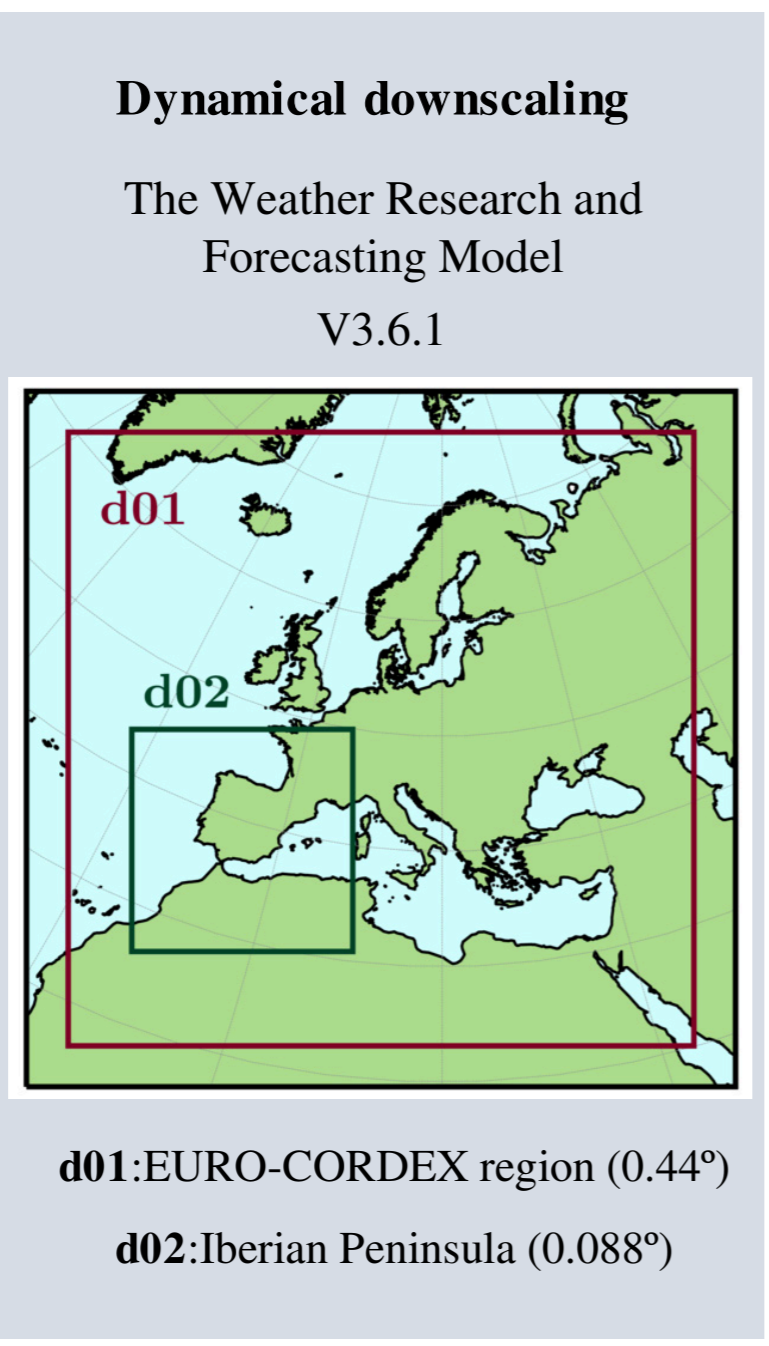 Dynamical downscaling
The Weather Research and
Forecasting Model
V3.6.1
d01
d02
d01:EURO-CORDEX region (0.44º)
d02:Iberian Peninsula (0.088º)